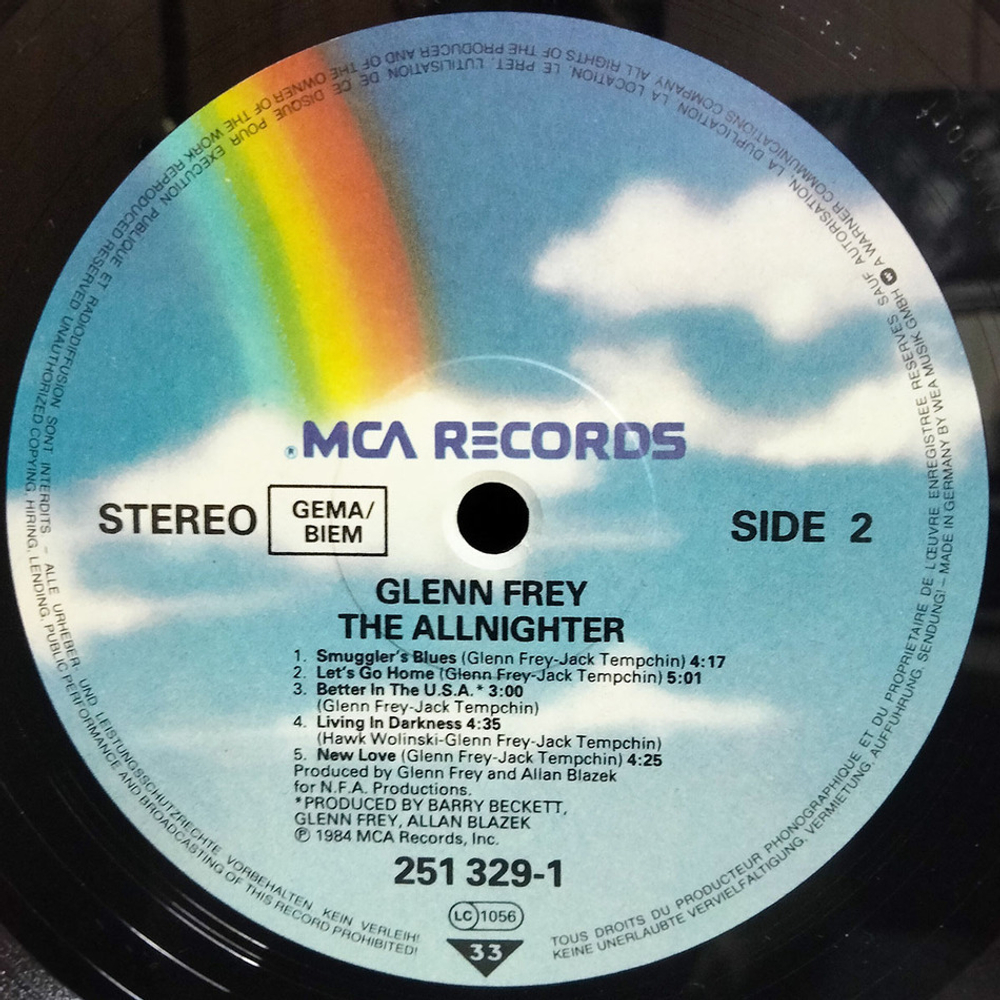 ® MCA RECORDS
STEREO
GEMA/
BIEM
SIDE 2
GLENN FREY
THE ALLNIGHTER
1. Smuggler's Blues (Glenn Frey-Jack Tempchin) 4:17
2. Let's Go Home (Glenn Frey-Jack Tempchin) 5:01
3. Better In The U.S.A.* 3:00
(Glenn Frey-Jack Tempchin)
4. Living In Darkness 4:35
(Hawk Wolinski-Glenn Frey-Jack Tempchin)
5. New Love (Glenn Frey-Jack Tempchin) 4:25
Produced by Glenn Frey and Allan Blazek
for N.F.A. Productions.
*PRODUCED BY BARRY BECKETT,
GLENN FREY, ALLAN BLAZEK
℗ 1984 MCA Records, Inc.
251 329-1
LC 1056
33
TOUS DROITS DU PRODUCTEUR PHONOGRAPHIQUE ET DU PROPRIETAIRE DE L'ŒUVRE ENREGISTREE RESERVES SAUF AUTORISATION, LA DUPLICATION, LA LOCATION, LE PRET, L'UTILISATION DE CE DISQUE POUR EXECUTION PUBLIQUE ET RADIODIFFUSION SONT INTERDITS – ALLE URHEBER- UND LEISTUNGSSCHUTZRECHTE VORBEHALTEN KEIN VERLEIH!
KEINE UNERLAUBTE VERVIELFALTIGUNG, VERMIETUNG, AUFFUHRUNG, SENDUNG! – MADE IN GERMANY BY WEA MUSIK GMBH A WARNER COMMUNICATIONS COMPANY ALL RIGHTS OF THE PRODUCER AND OF THE OWNER OF THE WORK REPRODUCED RESERVED UNAUTHORIZED COPYING, HIRING, LENDING, PUBLIC PERFORMANCE AND BROADCASTING OF THIS RECORD PROHIBITED!